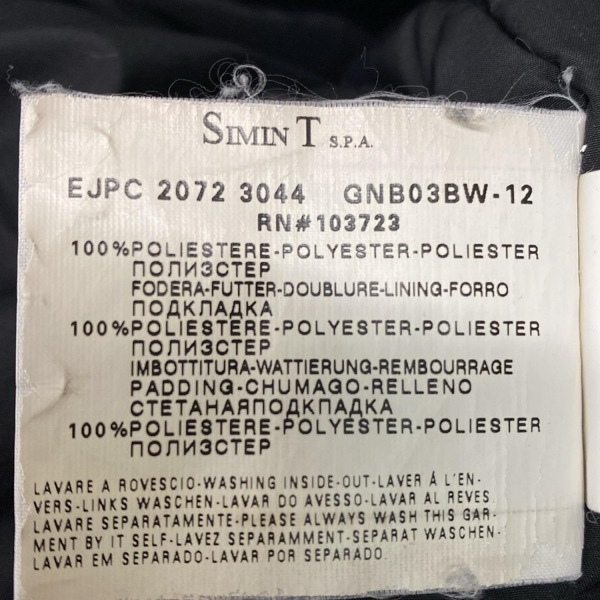 SIMIN T S.P.A.
EJPC 2072 3044 GNB03BW-12
RN#103723
100%POLIESTERE-POLYESTER-POLIESTER
ПОЛИЗСТЕР
FODERA-FUTTER-DOUBLURE-LINING-FORRO
ПОДКЛАДКА
100%POLIESTERE-POLYESTER-POLIESTER
ПОЛИЗСТЕР
IMBOTTITURA-WATTIERUNG-REMBOURRAGE
PADDING-CHUMAGO-RELLENO
СТЕТАНАЯПОДКПАДКА
100%POLIESTERE-POLYESTER-POLIESTER
ПОЛИЗСТЕР
LAVARE A ROVESCIO-WASHING INSIDE-OUT-LAVER Á L'EN-
VERS-LINKS WASCHEN-LAVAR DO AVESSO-LAVAR AL REVES.
LAVARE SEPARATAMENTE-PLEASE ALWAYS WASH THIS GAR-
MENT BY IT SELF-LAVEZ SEPARAMMENT-SEPARAT WASCHEN-
LAVAR EM SEPARADO-LAVAR POR SEPARADO.